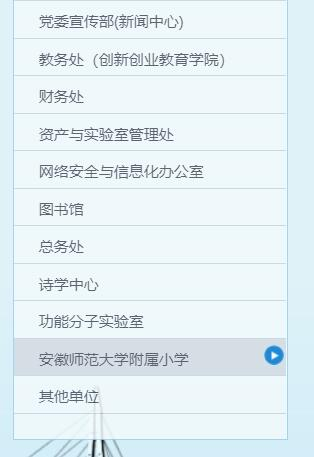 党委宣传部(新闻中心)
教务处（创新创业教育学院）
财务处
资产与实验室管理处
网络安全与信息化办公室
图书馆
总务处
诗学中心
功能分子实验室
安徽师范大学附属小学
其他单位